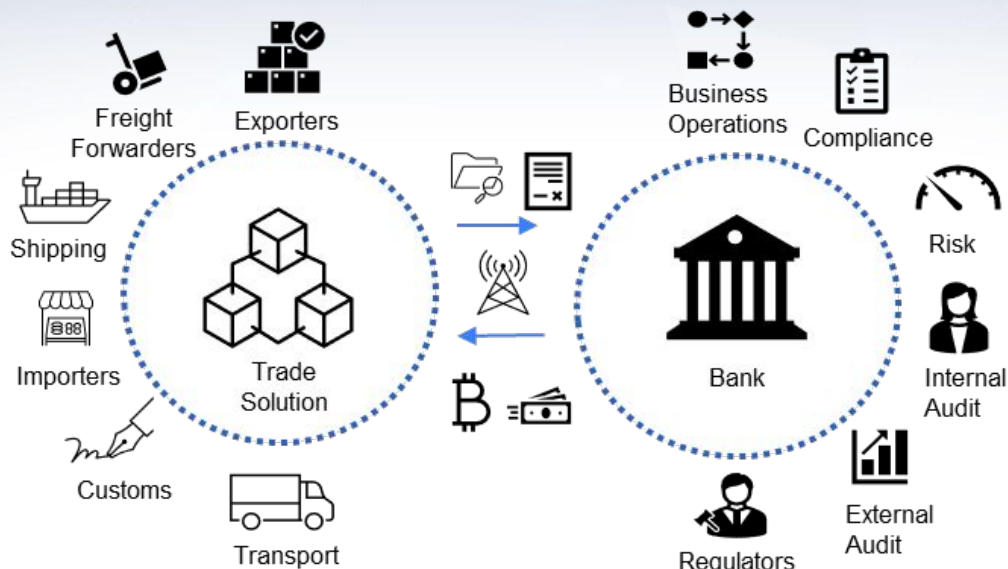 Freight
Forwarders
Exporters
Shipping
Importers
Customs
Transport
Trade
Solution
Business
Operations
Compliance
Risk
Internal
Audit
External
Audit
Regulators
Bank